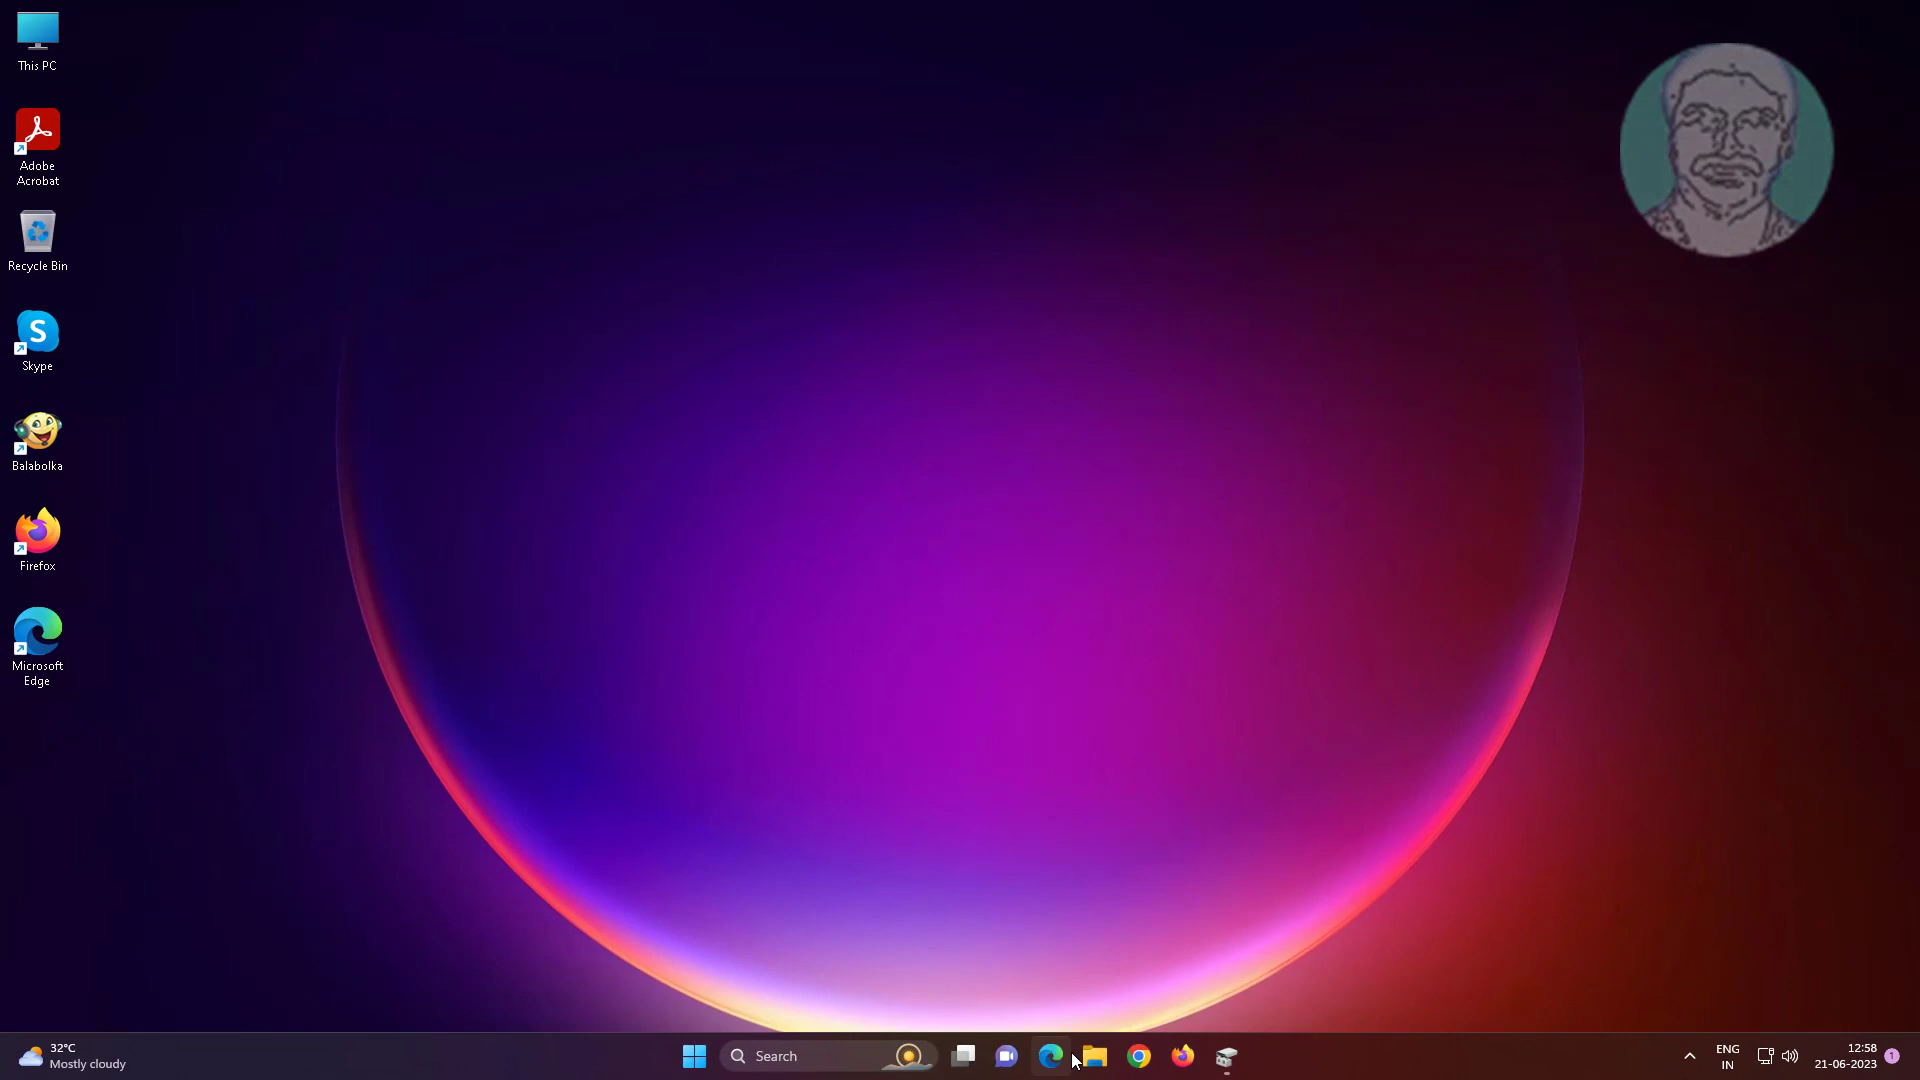 This PC
Adobe
Acrobat
Recycle Bin
S
Skype
Balabolka
Firefox
Microsoft
Edge
32°C
Mostly cloudy
Search
ENG
IN
12:58
21-06-2023
1